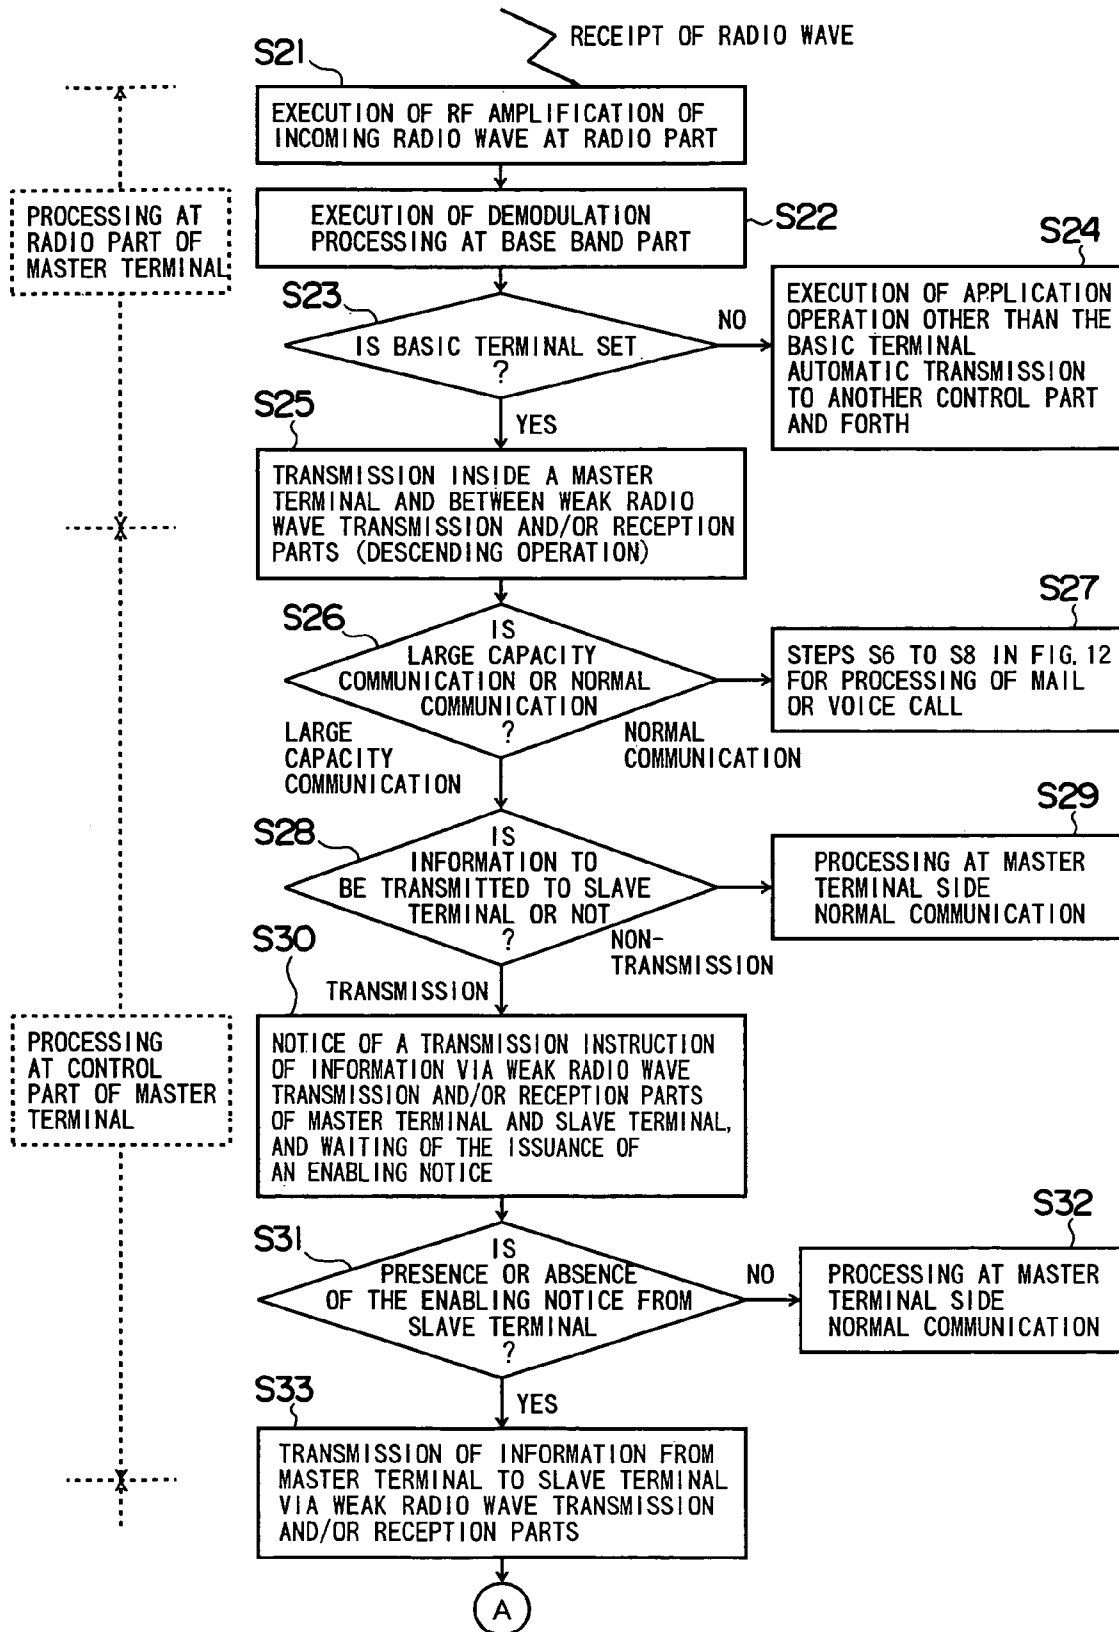 RECEIPT OF RADIO WAVE
S21
EXECUTION OF RF AMPLIFICATION OF
INCOMING RADIO WAVE AT RADIO PART
PROCESSING AT
RADIO PART OF
MASTER TERMINAL
EXECUTION OF DEMODULATION
PROCESSING AT BASE BAND PART
S22
S23
IS BASIC TERMINAL SET
?
NO
YES
S24
EXECUTION OF APPLICATION
OPERATION OTHER THAN THE
BASIC TERMINAL
AUTOMATIC TRANSMISSION
TO ANOTHER CONTROL PART
AND FORTH
S25
TRANSMISSION INSIDE A MASTER
TERMINAL AND BETWEEN WEAK RADIO
WAVE TRANSMISSION AND/OR RECEPTION
PARTS (DESCENDING OPERATION)
S26
IS
LARGE CAPACITY
COMMUNICATION OR NORMAL
COMMUNICATION
?
LARGE
CAPACITY
COMMUNICATION
NORMAL
COMMUNICATION
S27
STEPS S6 TO S8 IN FIG. 12
FOR PROCESSING OF MAIL
OR VOICE CALL
S28
IS
INFORMATION TO
BE TRANSMITTED TO SLAVE
TERMINAL OR NOT
?
NON-
TRANSMISSION
TRANSMISSION
S29
PROCESSING AT MASTER
TERMINAL SIDE
NORMAL COMMUNICATION
S30
NOTICE OF A TRANSMISSION INSTRUCTION
OF INFORMATION VIA WEAK RADIO WAVE
TRANSMISSION AND/OR RECEPTION PARTS
OF MASTER TERMINAL AND SLAVE TERMINAL,
AND WAITING OF THE ISSUANCE OF
AN ENABLING NOTICE
PROCESSING
AT CONTROL
PART OF MASTER
TERMINAL
S31
IS
PRESENCE OR ABSENCE
OF THE ENABLING NOTICE FROM
SLAVE TERMINAL
?
NO
YES
S32
PROCESSING AT MASTER
TERMINAL SIDE
NORMAL COMMUNICATION
S33
TRANSMISSION OF INFORMATION FROM
MASTER TERMINAL TO SLAVE TERMINAL
VIA WEAK RADIO WAVE TRANSMISSION
AND/OR RECEPTION PARTS
A